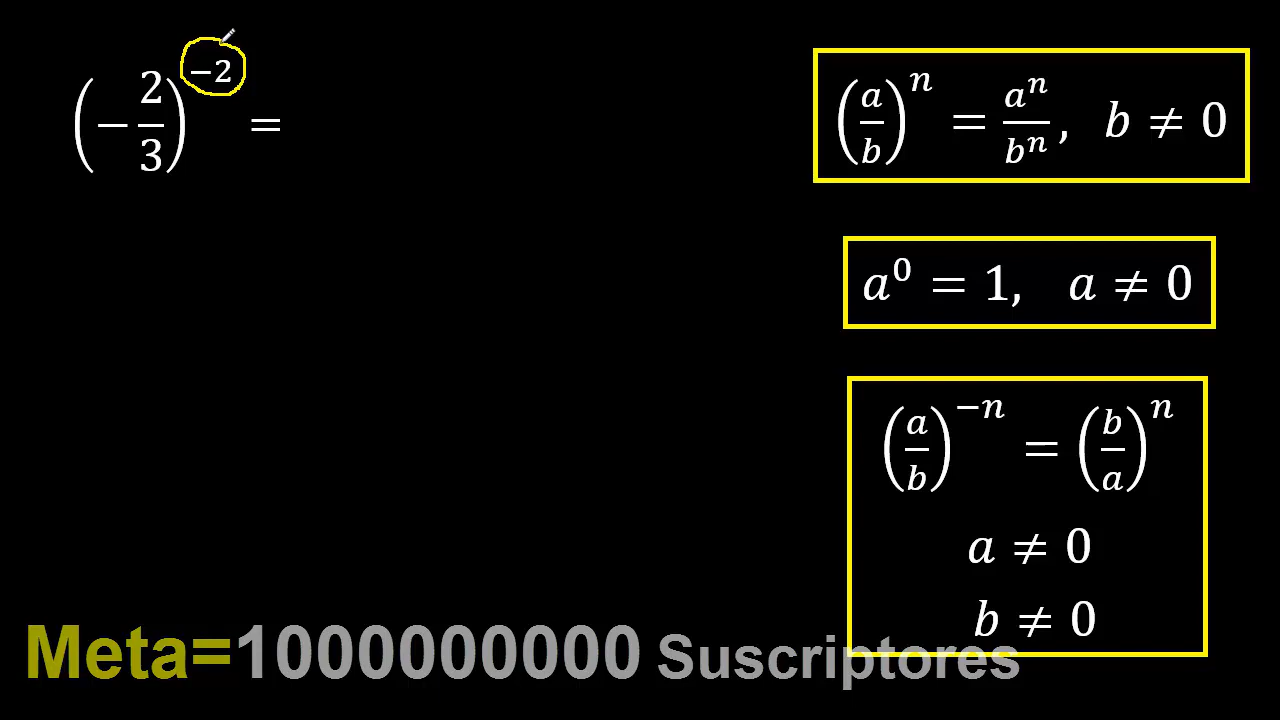 (−2/3)^−2 =
(a/b)^n = a^n/b^n, b ≠ 0
a^0 = 1, a ≠ 0
(a/b)^−n = (b/a)^n
a ≠ 0
b ≠ 0
Meta=1000000000 Suscriptores